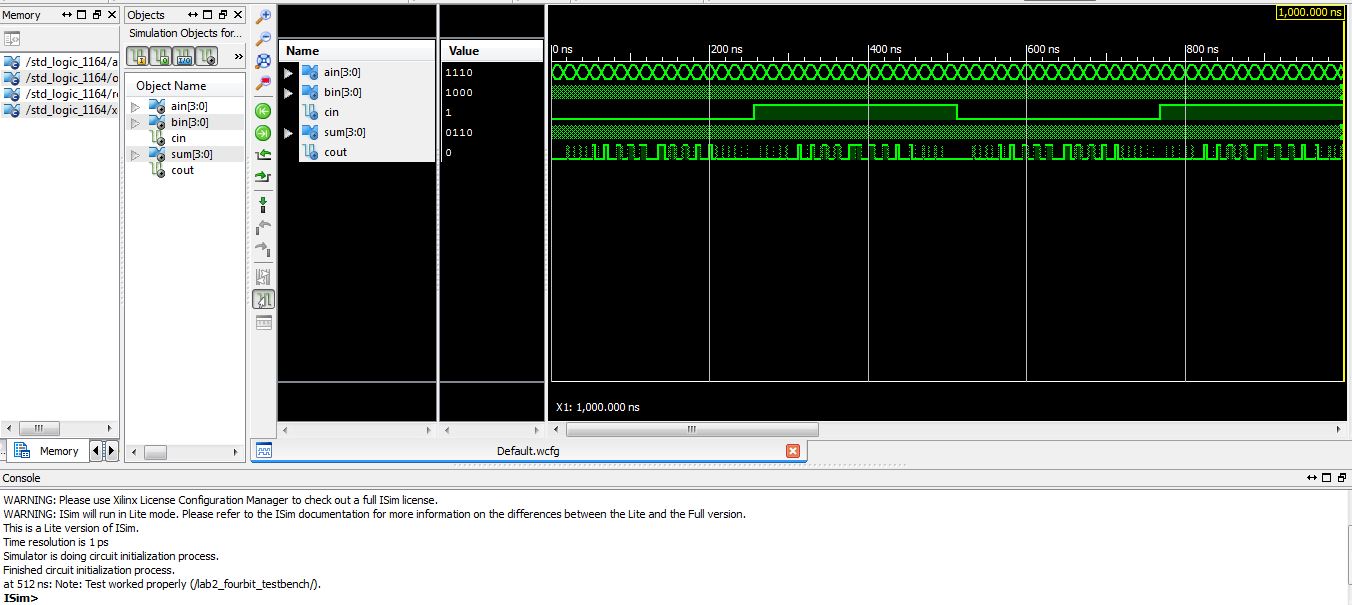 Memory
/std_logic_1164/a
/std_logic_1164/o
/std_logic_1164/x
Memory
Objects
Simulation Objects for...
»
Object Name
ain[3:0]
bin[3:0]
cin
sum[3:0]
cout
Name
ain[3:0]
bin[3:0]
cin
sum[3:0]
cout
Value
1110
1000
1
0110
0
1,000.000 ns
0 ns
200 ns
400 ns
600 ns
800 ns
X1: 1,000.000 ns
Default.wcfg
Console
WARNING: Please use Xilinx License Configuration Manager to check out a full ISim license.
WARNING: ISim will run in Lite mode. Please refer to the ISim documentation for more information on the differences between the Lite and the Full version.
This is a Lite version of ISim.
Time resolution is 1 ps
Simulator is doing circuit initialization process.
Finished circuit initialization process.
at 512 ns: Note: Test worked properly (/lab2_fourbit_testbench/).
ISim>